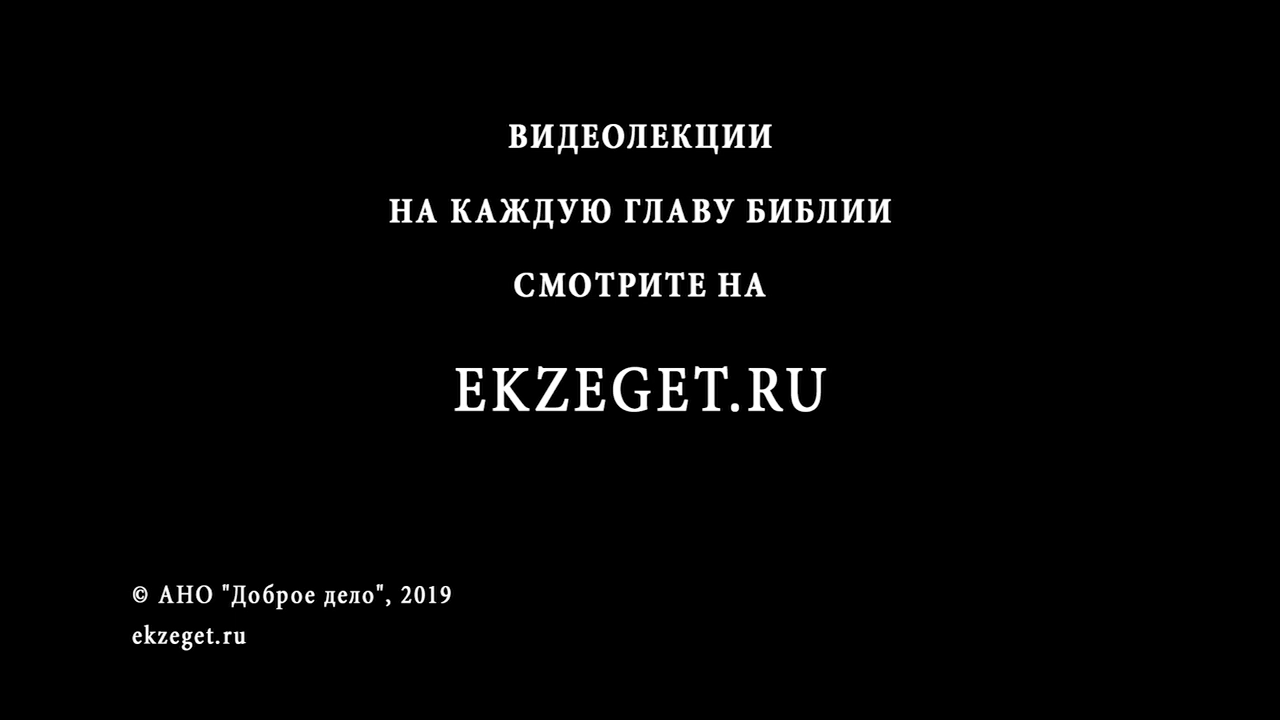 ВИДЕОЛЕКЦИИ
НА КАЖДУЮ ГЛАВУ БИБЛИИ
СМОТРИТЕ НА
EKZEGET.RU
© АНО "Доброе дело", 2019
ekzeget.ru